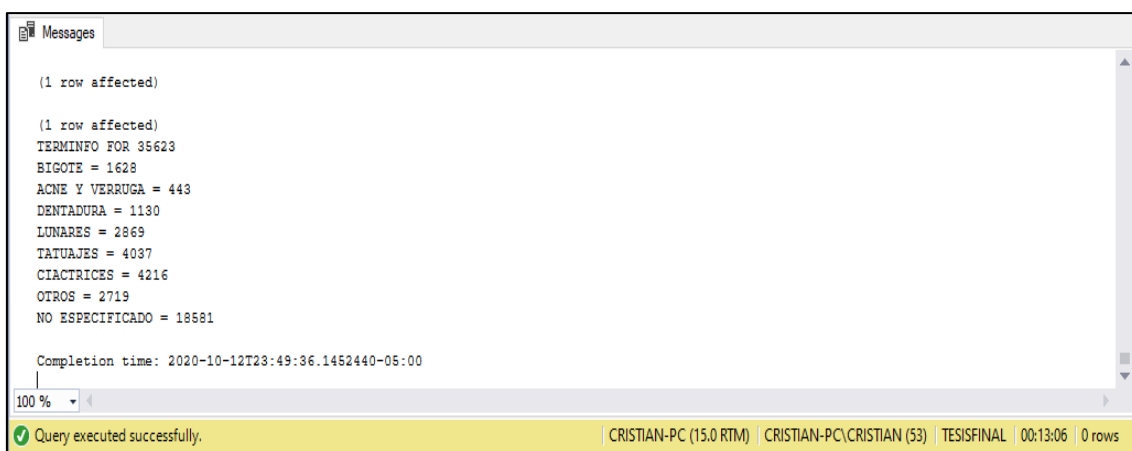 Messages
(1 row affected)
(1 row affected)
TERMINFO FOR 35623
BIGOTE = 1628
ACNE Y VERRUGA = 443
DENTADURA = 1130
LUNARES = 2869
TATUAJES = 4037
CIACTRICES = 4216
OTROS = 2719
NO ESPECIFICADO = 18581
Completion time: 2020-10-12T23:49:36.1452440-05:00
100 %
Query executed successfully. CRISTIAN-PC (15.0 RTM) CRISTIAN-PC\CRISTIAN (53) TESISFINAL 00:13:06 0 rows